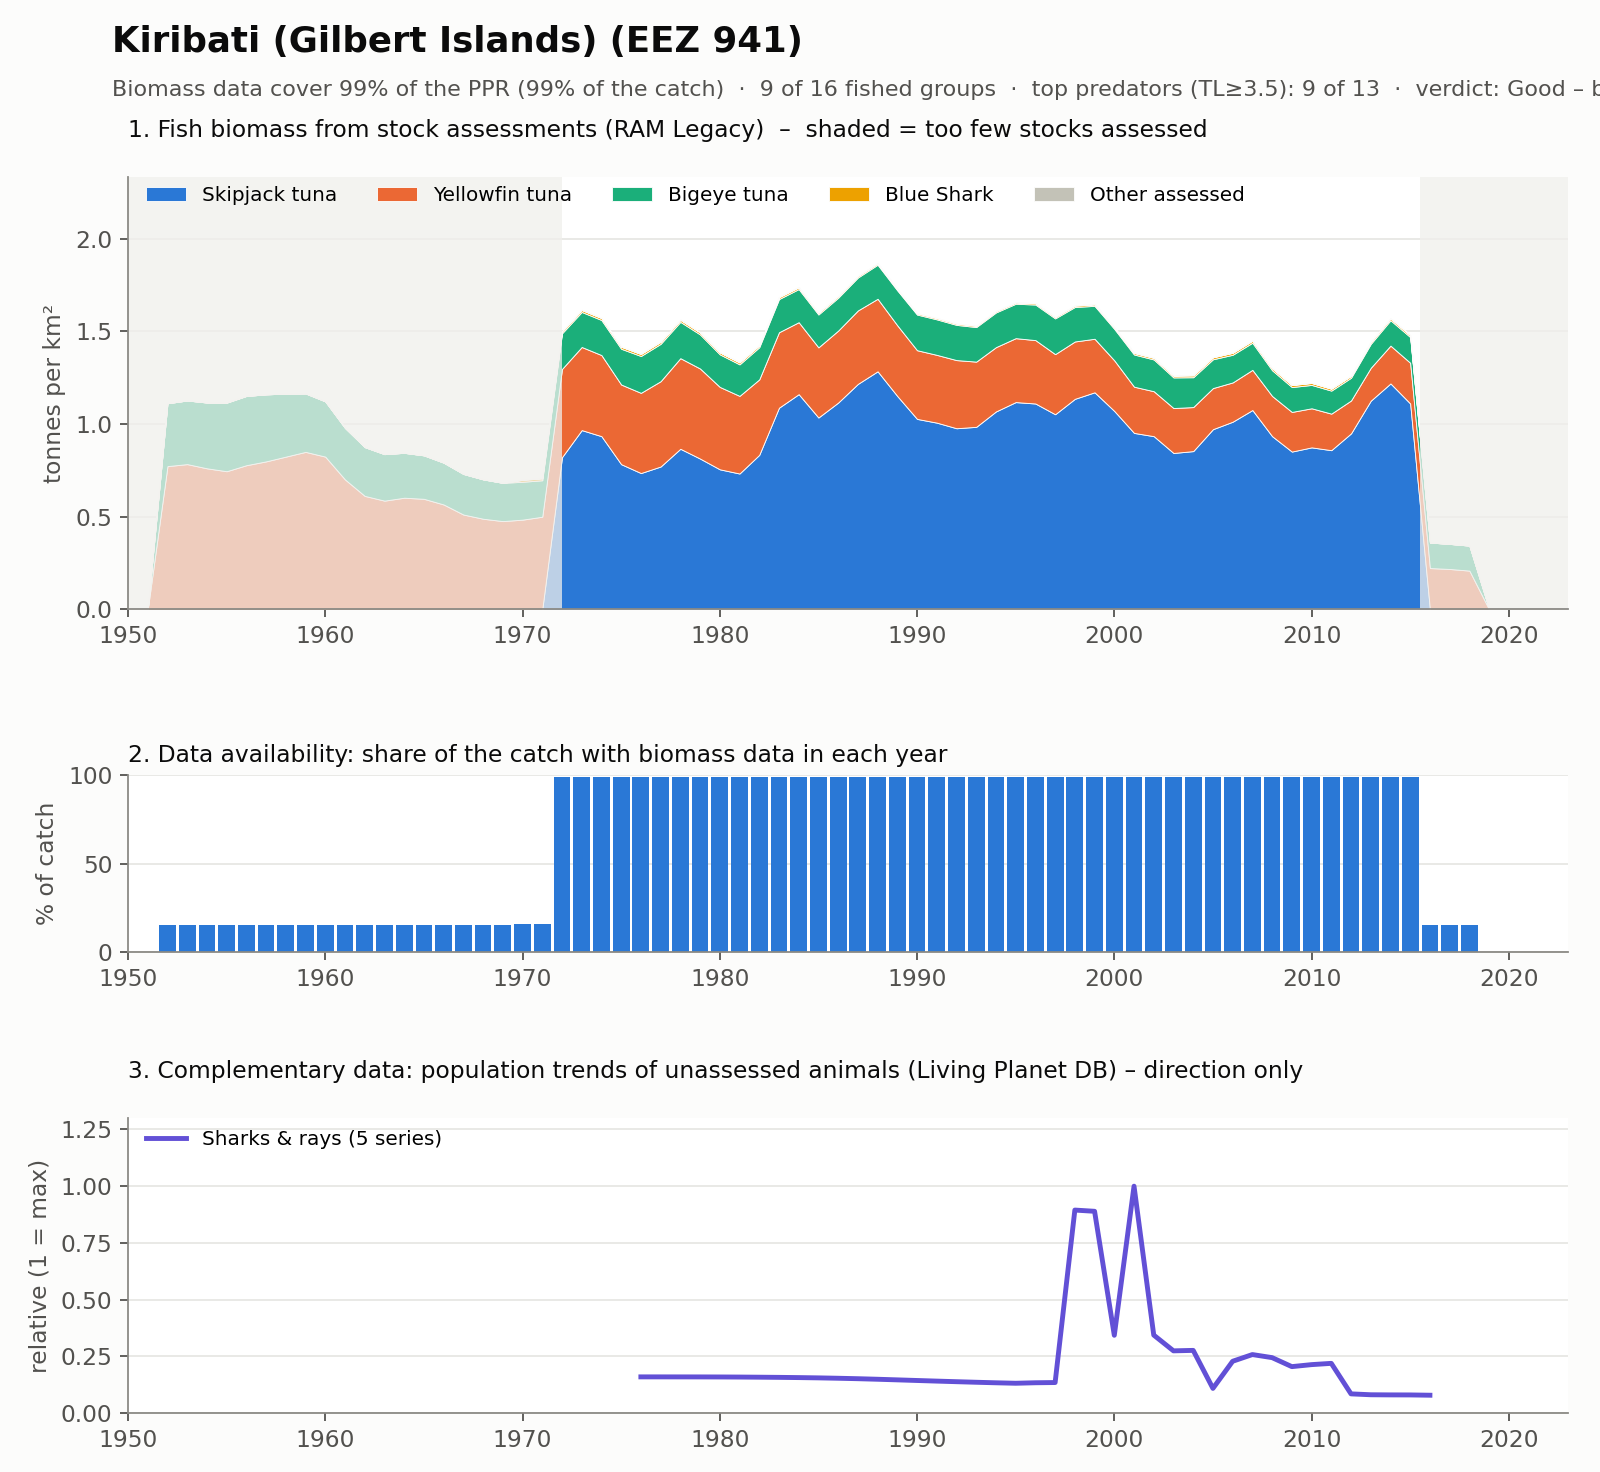 Kiribati (Gilbert Islands) (EEZ 941)
Biomass data cover 99% of the PPR (99% of the catch)  ·  9 of 16 fished groups  ·  top predators (TL≥3.5): 9 of 13  ·  verdict: Good –
1. Fish biomass from stock assessments (RAM Legacy)  –  shaded = too few stocks assessed
Skipjack tuna
Yellowfin tuna
Bigeye tuna
Blue Shark
Other assessed
tonnes per km²
2.0
1.5
1.0
0.5
0.0
1950 1960 1970 1980 1990 2000 2010 2020
2. Data availability: share of the catch with biomass data in each year
% of catch
100
50
0
1950 1960 1970 1980 1990 2000 2010 2020
3. Complementary data: population trends of unassessed animals (Living Planet DB) – direction only
Sharks & rays (5 series)
relative (1 = max)
1.25
1.00
0.75
0.50
0.25
0.00
1950 1960 1970 1980 1990 2000 2010 2020